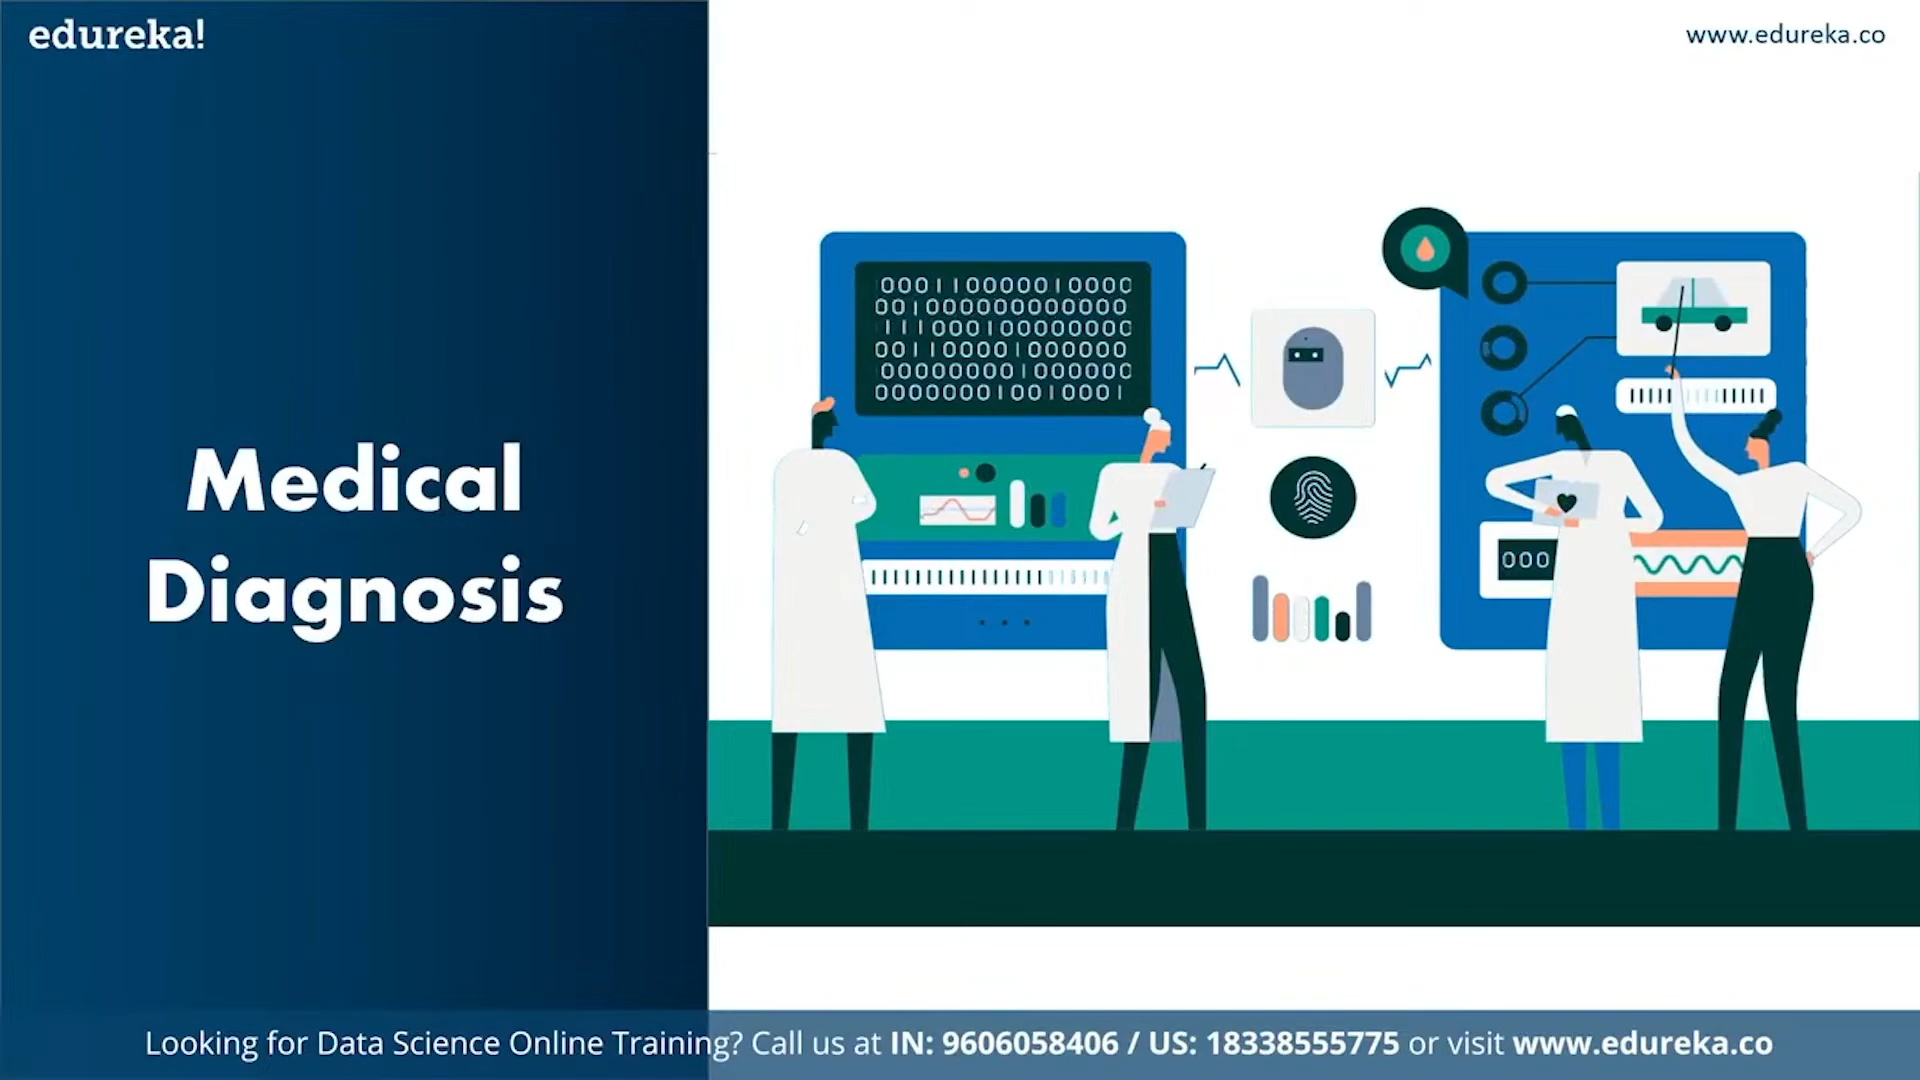 edureka!
www.edureka.co
Medical
Diagnosis
000
Looking for Data Science Online Training? Call us at IN: 9606058406 / US: 18338555775 or visit www.edureka.co